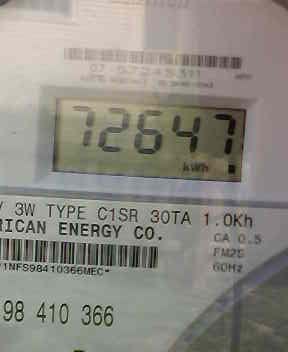 72647
kWh
V 3W TYPE C1SR 30TA 1.0Kh
RICAN ENERGY CO.
CA 0.5
FM2S
60Hz
1NFS98410366MEC*
98 410 366